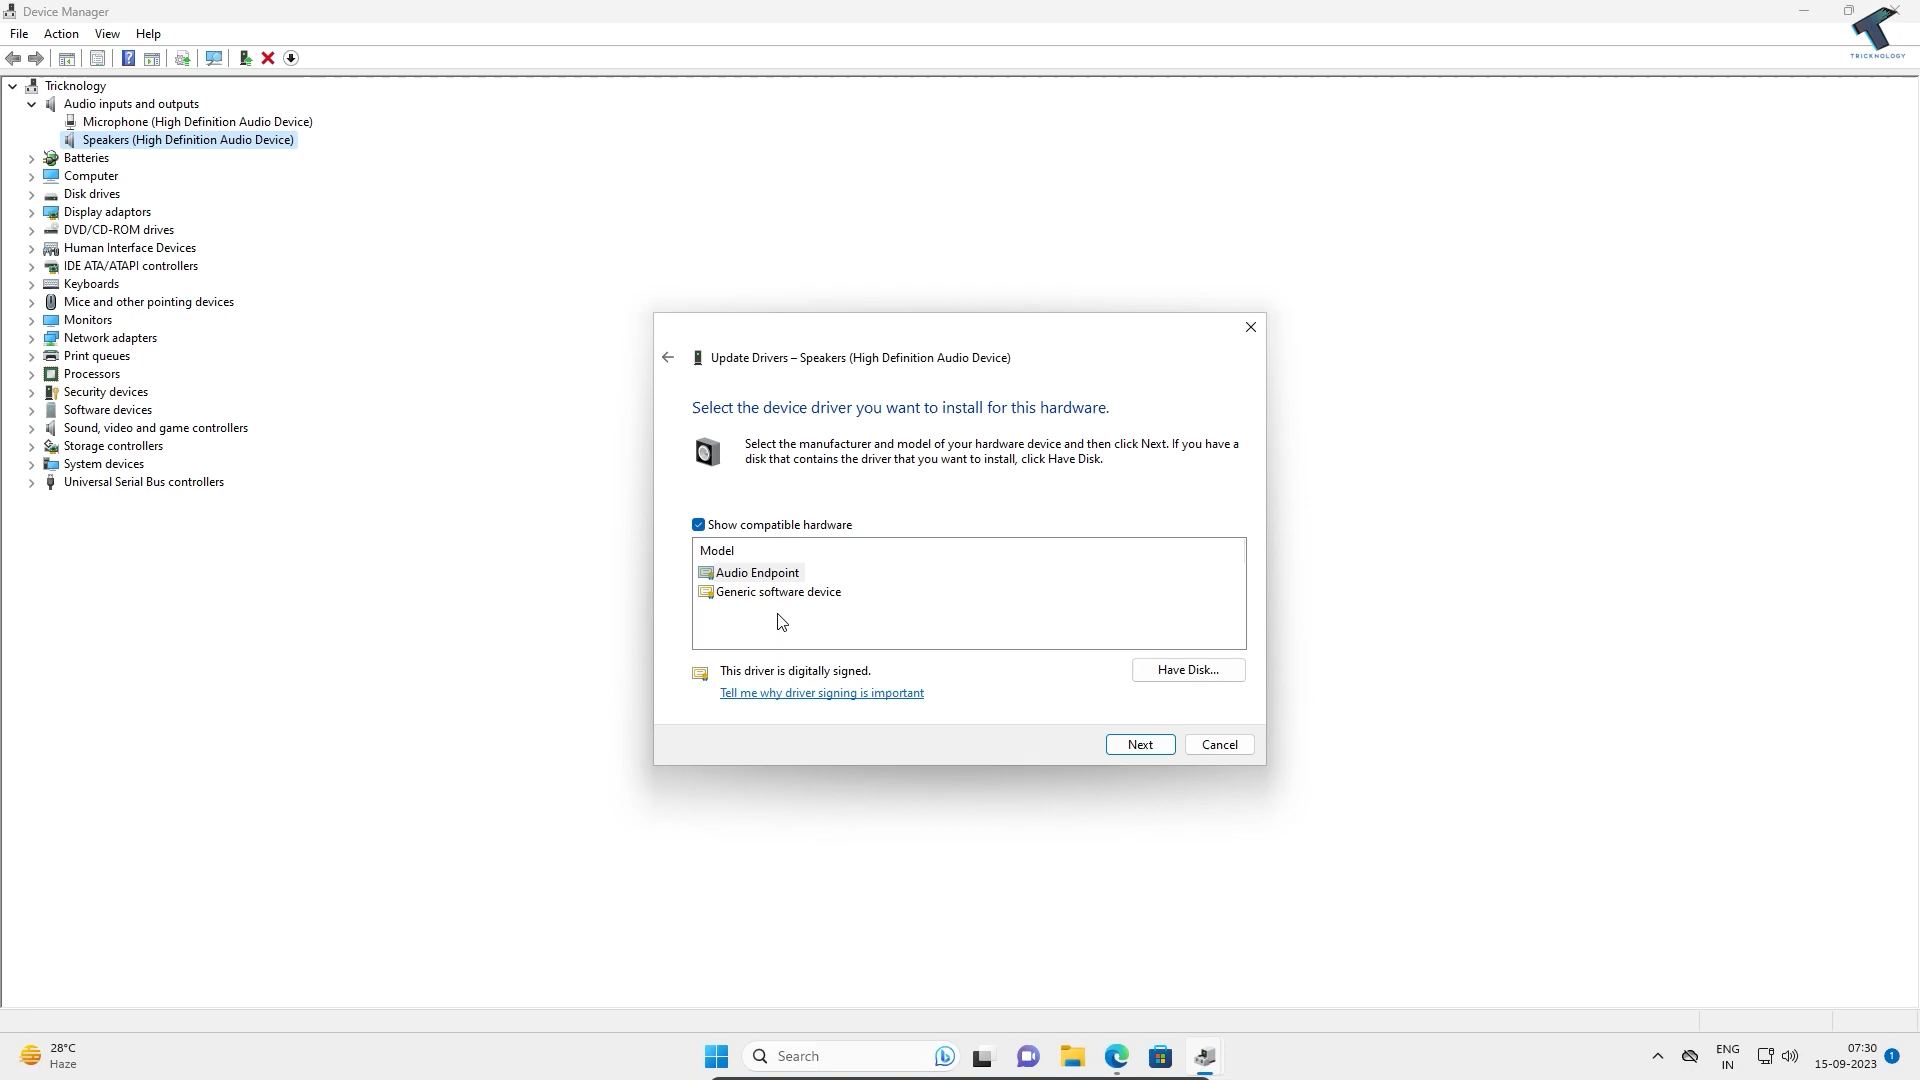 Device Manager
TRICKNOLOGY
File Action View Help
Tricknology
Audio inputs and outputs
Microphone (High Definition Audio Device)
Speakers (High Definition Audio Device)
Batteries
Computer
Disk drives
Display adaptors
DVD/CD-ROM drives
Human Interface Devices
IDE ATA/ATAPI controllers
Keyboards
Mice and other pointing devices
Monitors
Network adapters
Print queues
Processors
Security devices
Software devices
Sound, video and game controllers
Storage controllers
System devices
Universal Serial Bus controllers
Update Drivers – Speakers (High Definition Audio Device)
Select the device driver you want to install for this hardware.
Select the manufacturer and model of your hardware device and then click Next. If you have a
disk that contains the driver that you want to install, click Have Disk.
Show compatible hardware
Model
Audio Endpoint
Generic software device
This driver is digitally signed.
Have Disk...
Tell me why driver signing is important
Next Cancel
28°C
Haze
Search
ENG
IN
07:30
15-09-2023
1